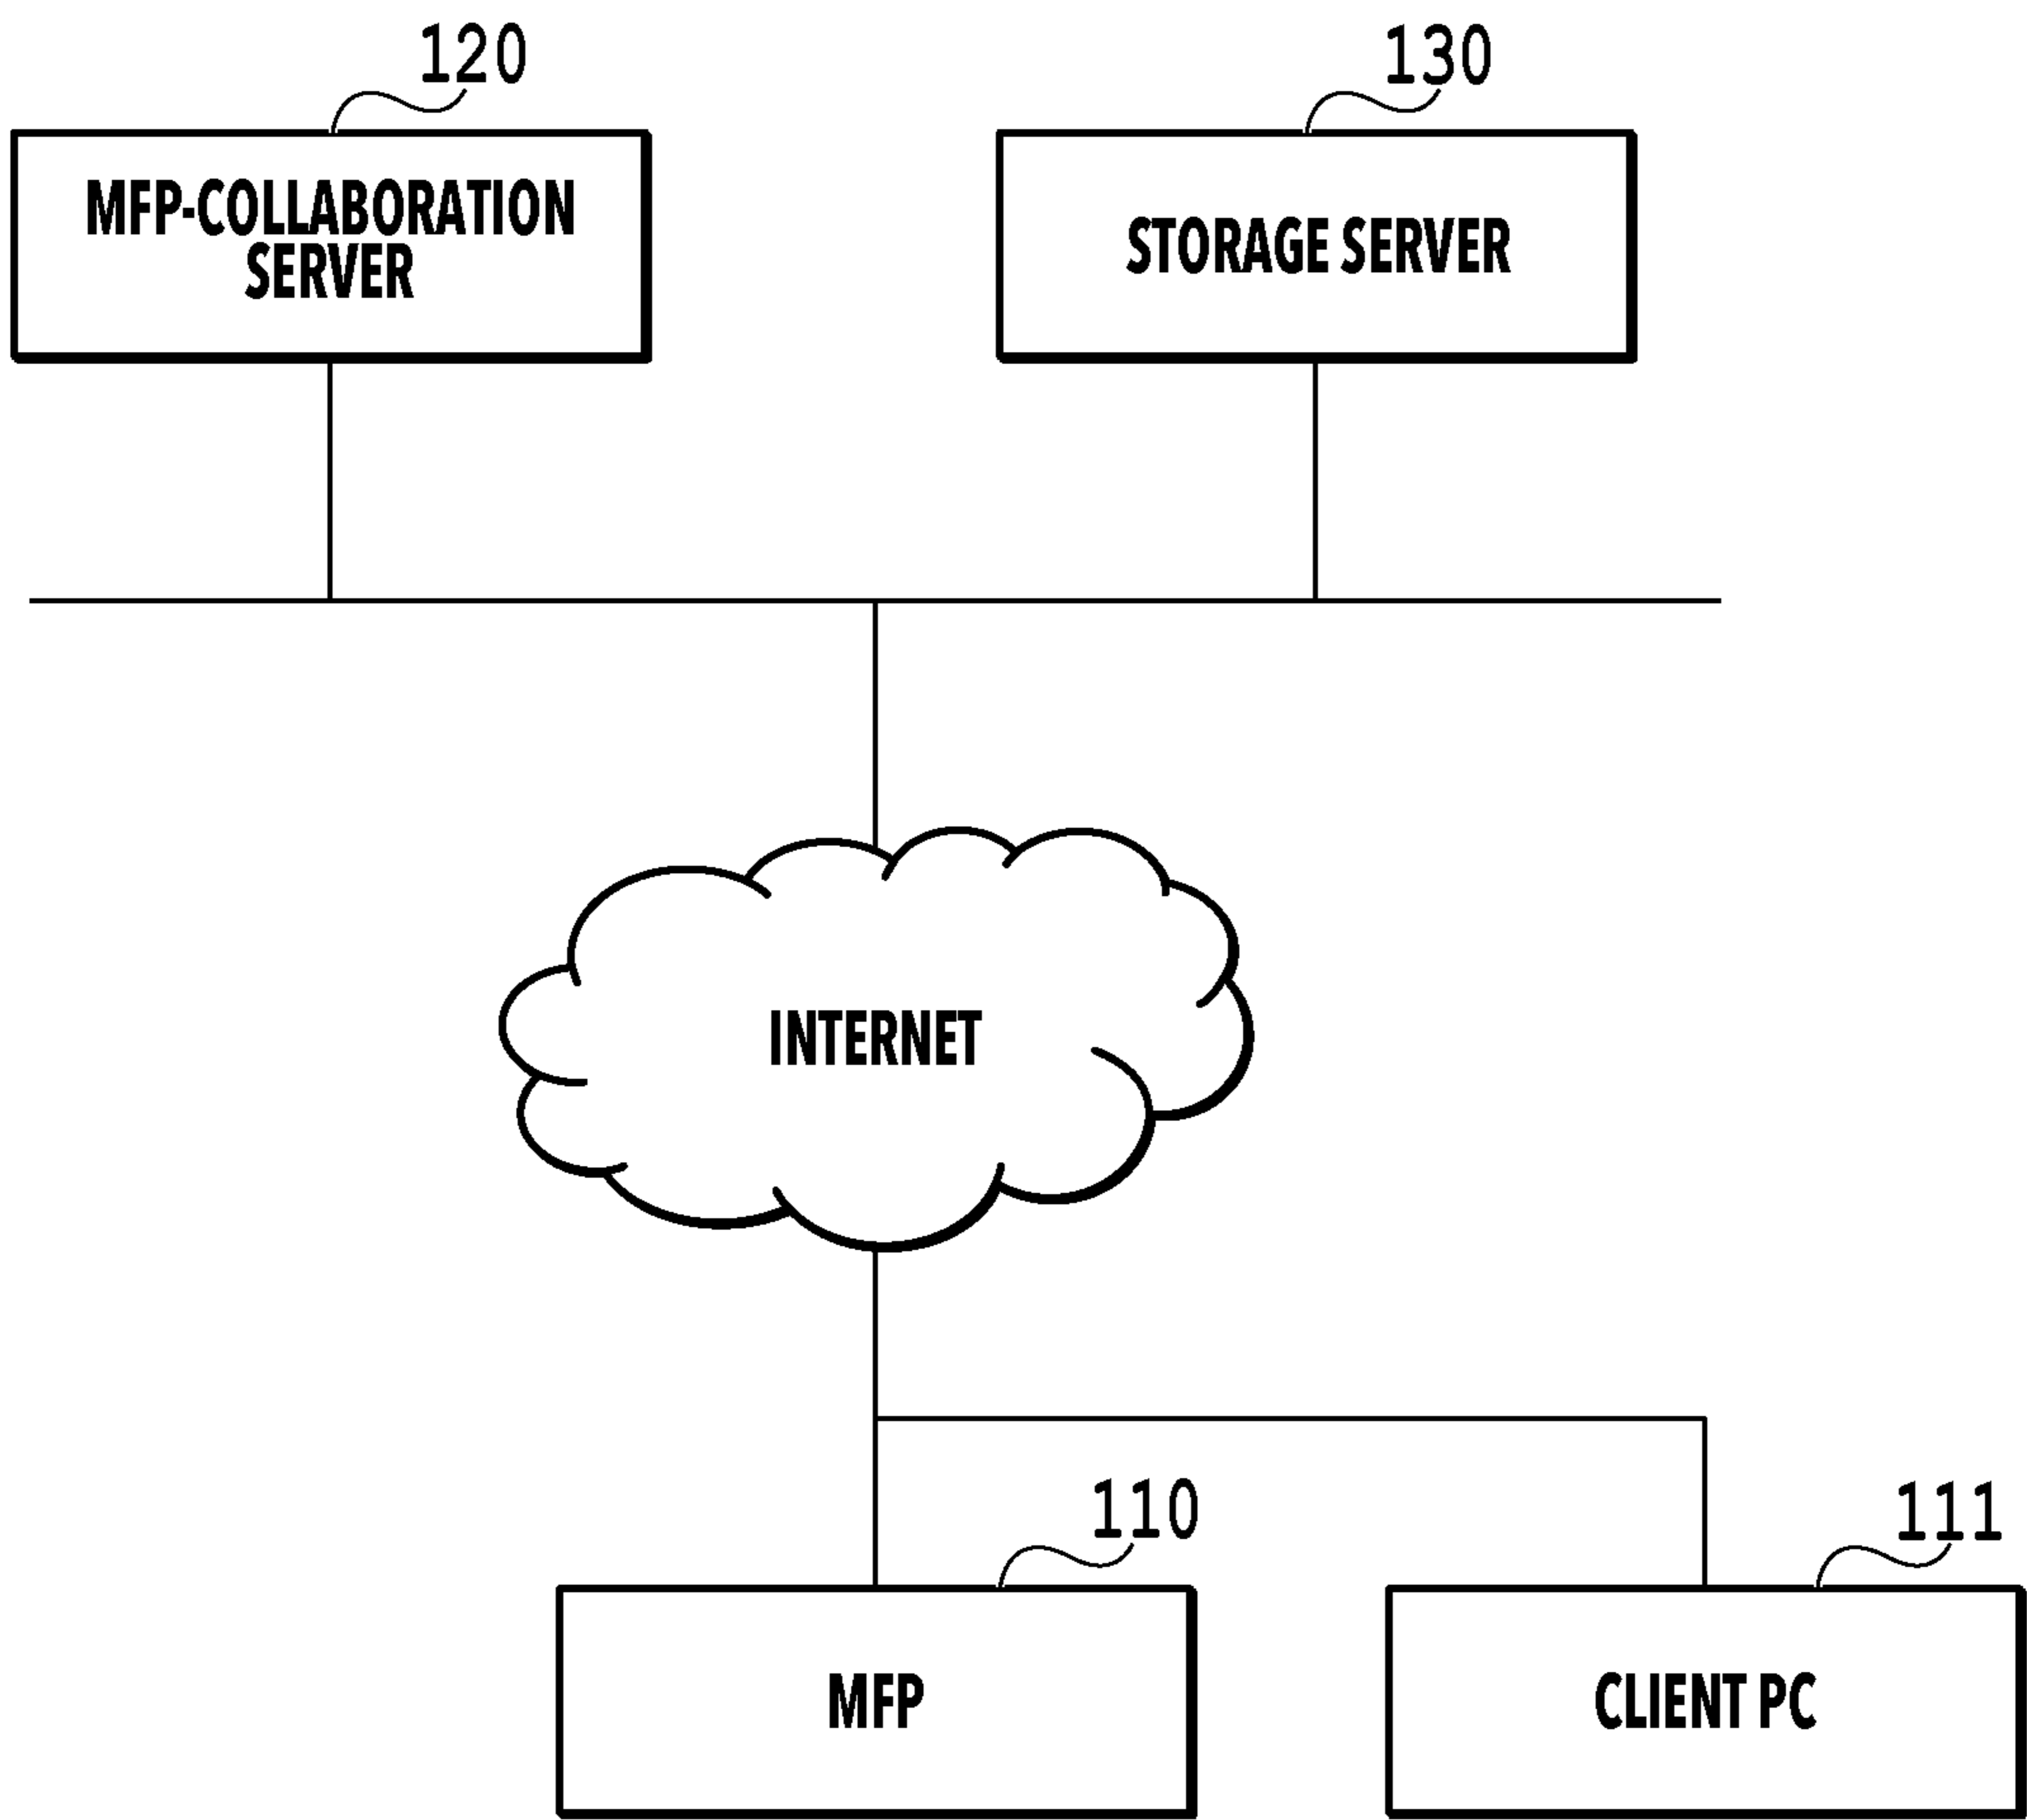 120
130
MFP-COLLABORATION
SERVER
STORAGE SERVER
INTERNET
110
111
MFP
CLIENT PC